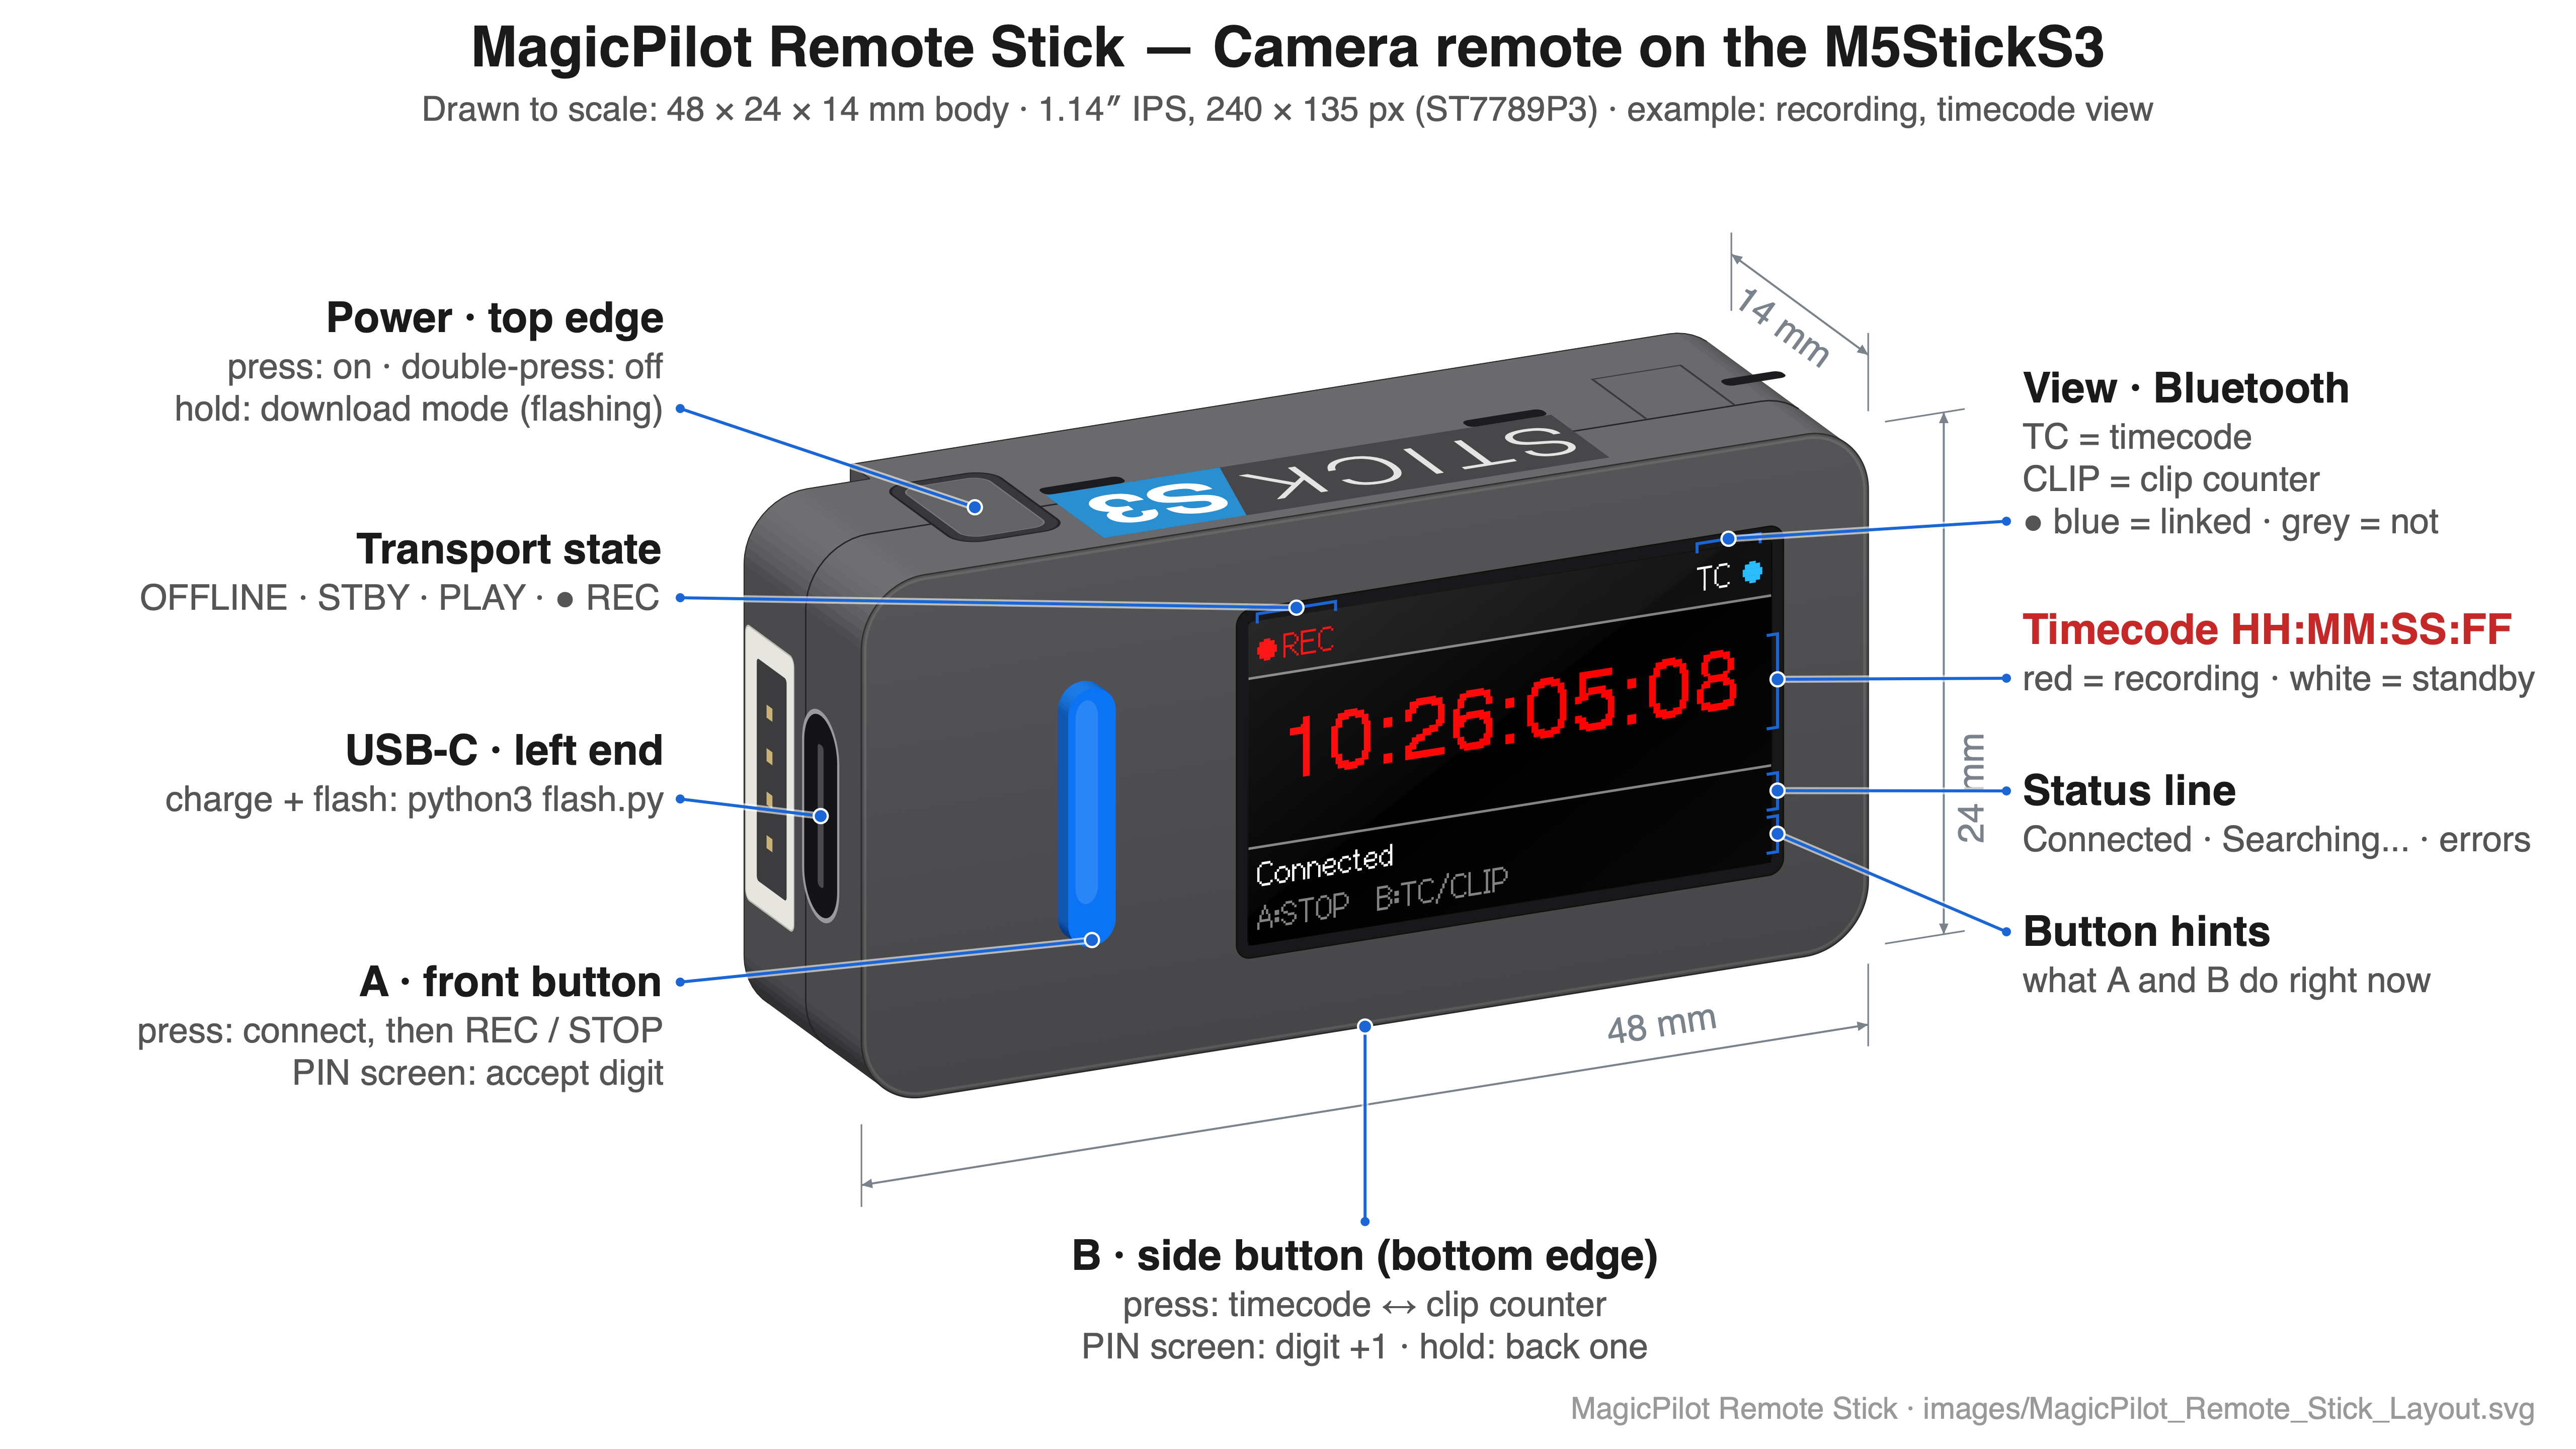 MagicPilot Remote Stick — Camera remote on the M5StickS3
Drawn to scale: 48 × 24 × 14 mm body · 1.14″ IPS, 240 × 135 px (ST7789P3) · example: recording, timecode view
14 mm
Power · top edge
press: on · double-press: off
hold: download mode (flashing)
View · Bluetooth
TC = timecode
CLIP = clip counter
● blue = linked · grey = not
STICK
S3
Transport state
OFFLINE · STBY · PLAY · ● REC
TC
●REC
10:26:05:08
Timecode HH:MM:SS:FF
red = recording · white = standby
USB-C · left end
charge + flash: python3 flash.py
24 mm
Status line
Connected · Searching... · errors
Connected
A:STOP B:TC/CLIP
Button hints
what A and B do right now
A · front button
press: connect, then REC / STOP
PIN screen: accept digit
48 mm
B · side button (bottom edge)
press: timecode ↔ clip counter
PIN screen: digit +1 · hold: back one
MagicPilot Remote Stick · images/MagicPilot_Remote_Stick_Layout.svg